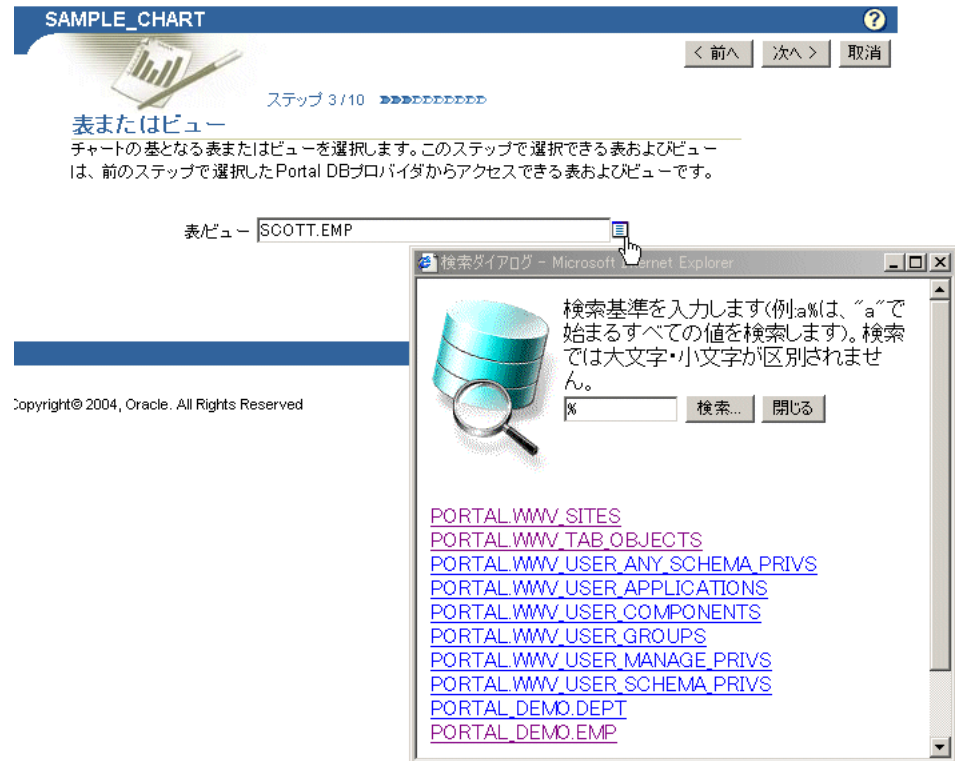 SAMPLE_CHART
?
< 前へ 次へ > 取消
ステップ 3 / 10
表またはビュー
チャートの基となる表またはビューを選択します。このステップで選択できる表およびビュー
は、前のステップで選択したPortal DBプロバイダからアクセスできる表およびビューです。
表/ビュー SCOTT.EMP
検索ダイアログ - Microsoft Internet Explorer
検索基準を入力します(例:a%は、"a"で
始まるすべての値を検索します)。検索
では大文字・小文字が区別されませ
ん。
% 検索... 閉じる
Copyright© 2004, Oracle. All Rights Reserved
PORTAL.WWV_SITES
PORTAL.WWV_TAB_OBJECTS
PORTAL.WWV_USER_ANY_SCHEMA_PRIVS
PORTAL.WWV_USER_APPLICATIONS
PORTAL.WWV_USER_COMPONENTS
PORTAL.WWV_USER_GROUPS
PORTAL.WWV_USER_MANAGE_PRIVS
PORTAL.WWV_USER_SCHEMA_PRIVS
PORTAL_DEMO.DEPT
PORTAL_DEMO.EMP